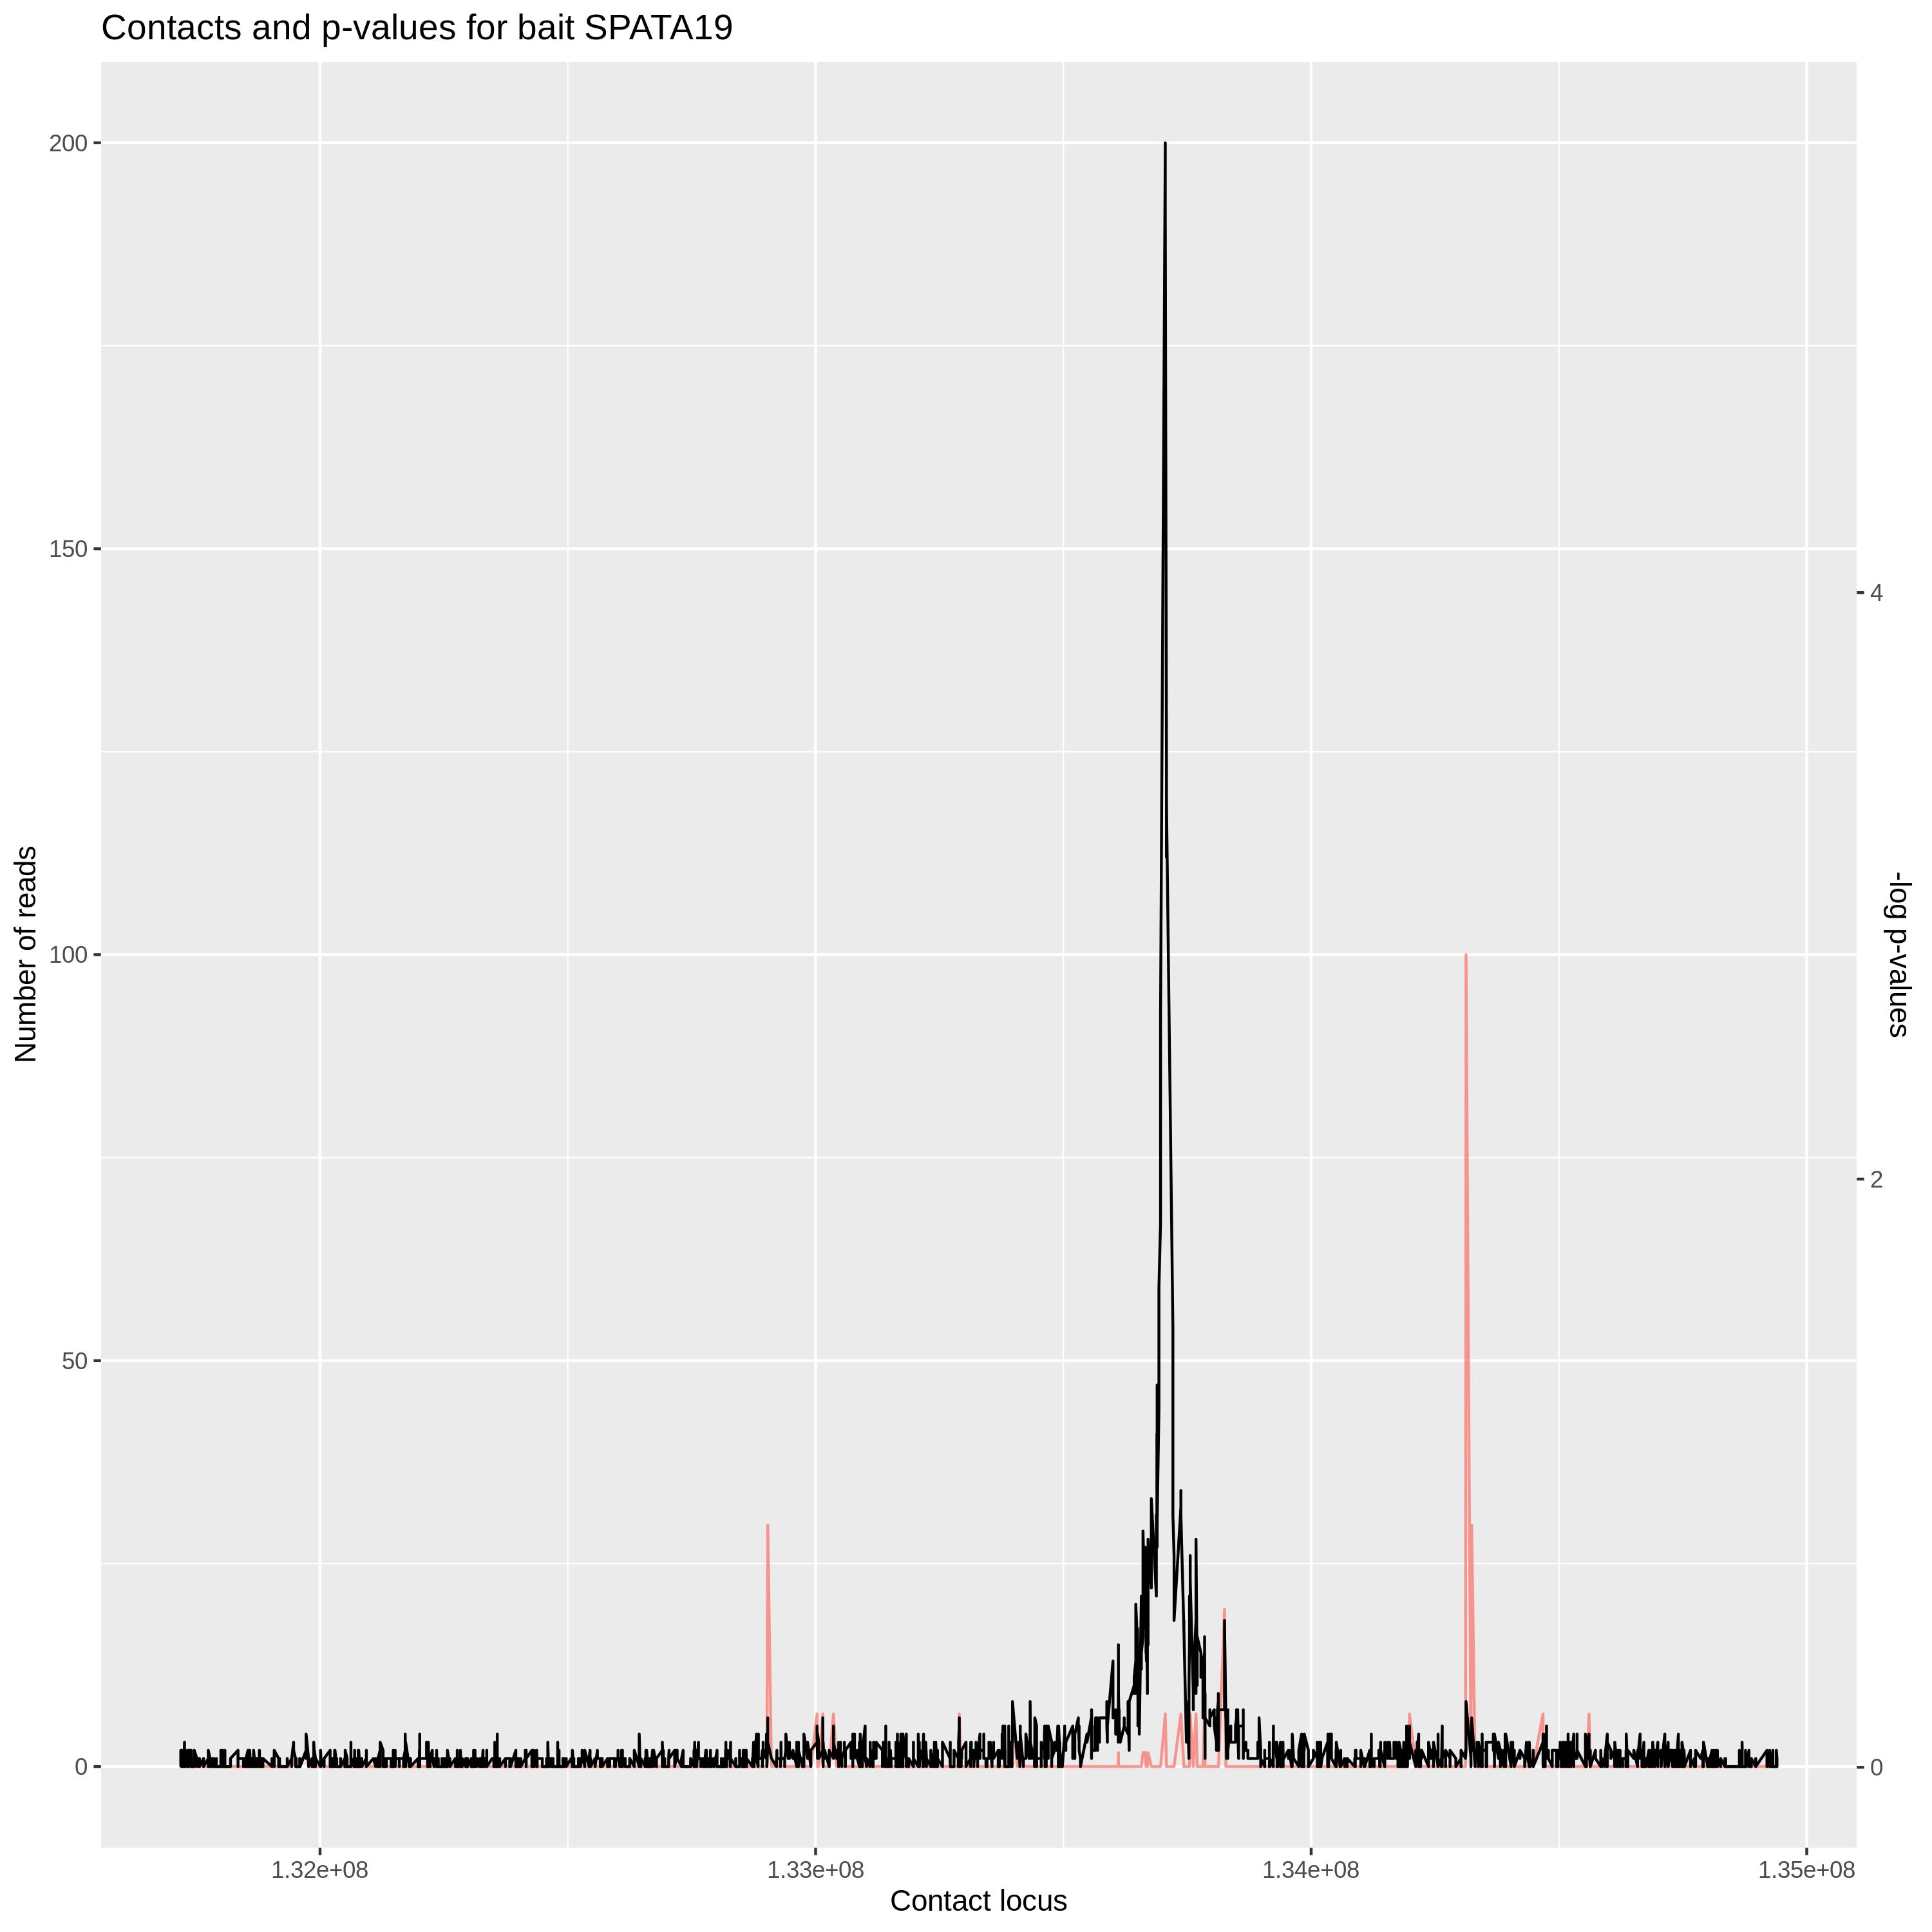 Contacts and p-values for bait SPATA19
200
150
100
50
0
Number of reads
4
2
0
-log p-values
1.32e+08
1.33e+08
1.34e+08
1.35e+08
Contact locus